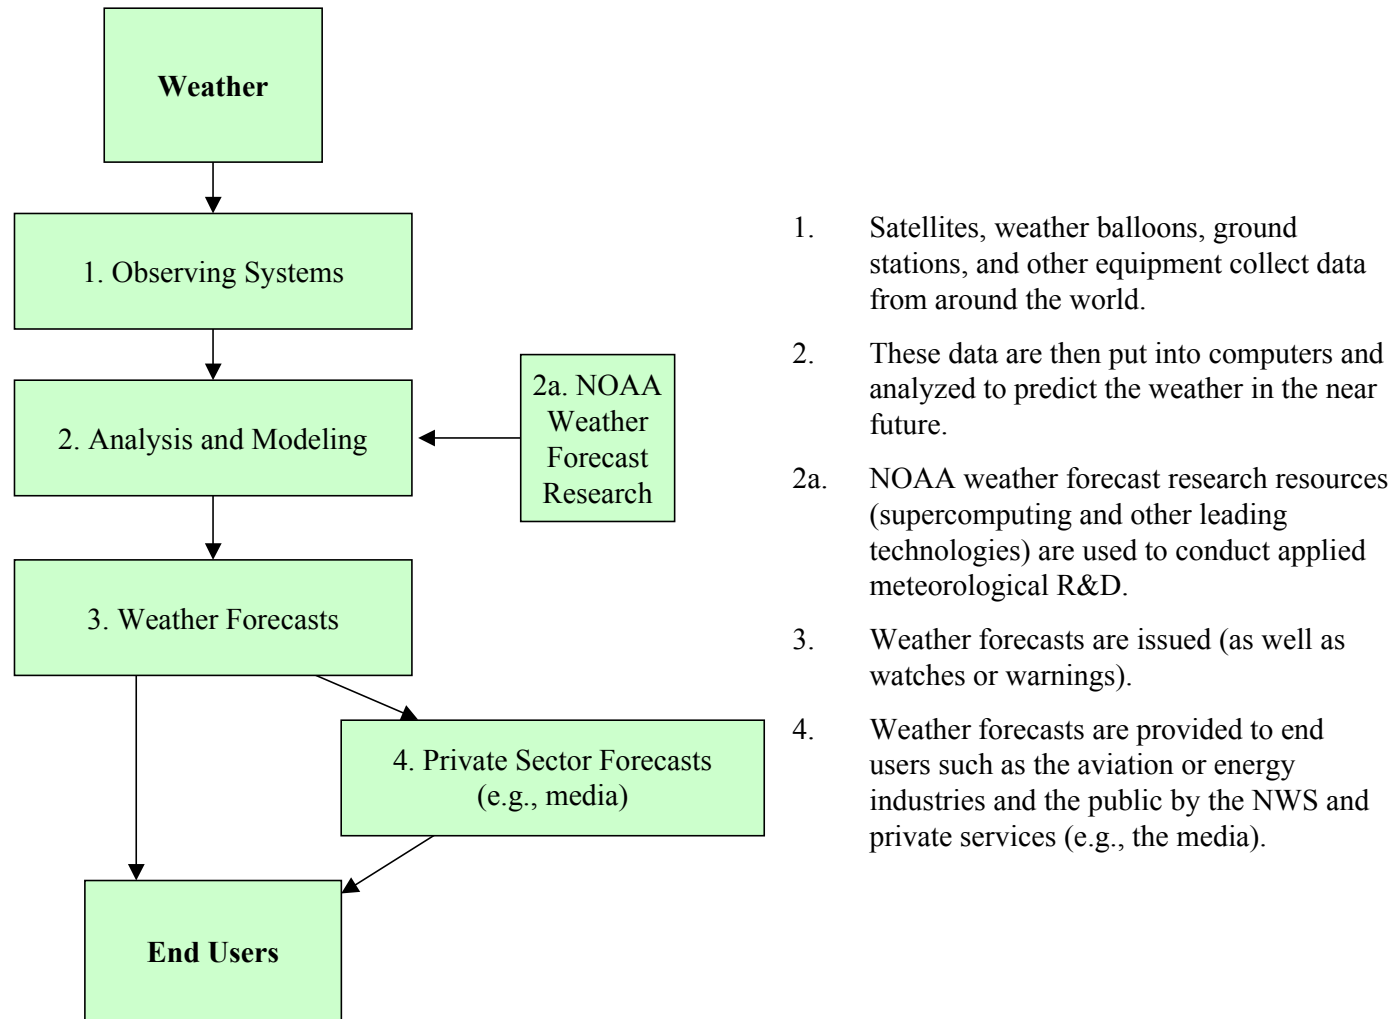 Weather
1. Observing Systems
2. Analysis and Modeling
2a. NOAA
Weather
Forecast
Research
3. Weather Forecasts
4. Private Sector Forecasts
(e.g., media)
End Users
1. Satellites, weather balloons, ground
stations, and other equipment collect data
from around the world.
2. These data are then put into computers and
analyzed to predict the weather in the near
future.
2a. NOAA weather forecast research resources
(supercomputing and other leading
technologies) are used to conduct applied
meteorological R&D.
3. Weather forecasts are issued (as well as
watches or warnings).
4. Weather forecasts are provided to end
users such as the aviation or energy
industries and the public by the NWS and
private services (e.g., the media).